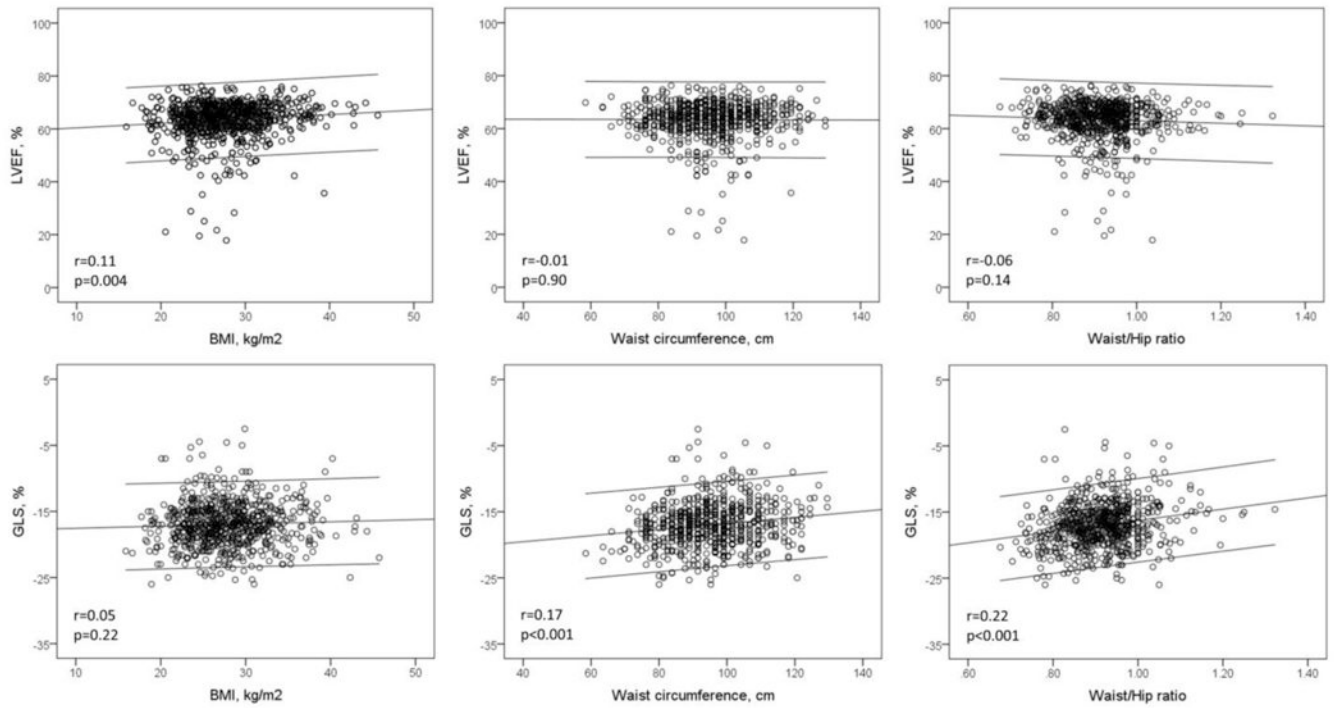 100
80
60
40
20
0
LVEF, %
r=0.11
p=0.004
10 20 30 40 50
BMI, kg/m2
100
80
60
40
20
0
LVEF, %
r=-0.01
p=0.90
40 60 80 100 120 140
Waist circumference, cm
100
80
60
40
20
0
LVEF, %
r=-0.06
p=0.14
.60 .80 1.00 1.20 1.40
Waist/Hip ratio
5
-5
-15
-25
-35
GLS, %
r=0.05
p=0.22
10 20 30 40 50
BMI, kg/m2
5
-5
-15
-25
-35
GLS, %
r=0.17
p<0.001
40 60 80 100 120 140
Waist circumference, cm
5
-5
-15
-25
-35
GLS, %
r=0.22
p<0.001
.60 .80 1.00 1.20 1.40
Waist/Hip ratio